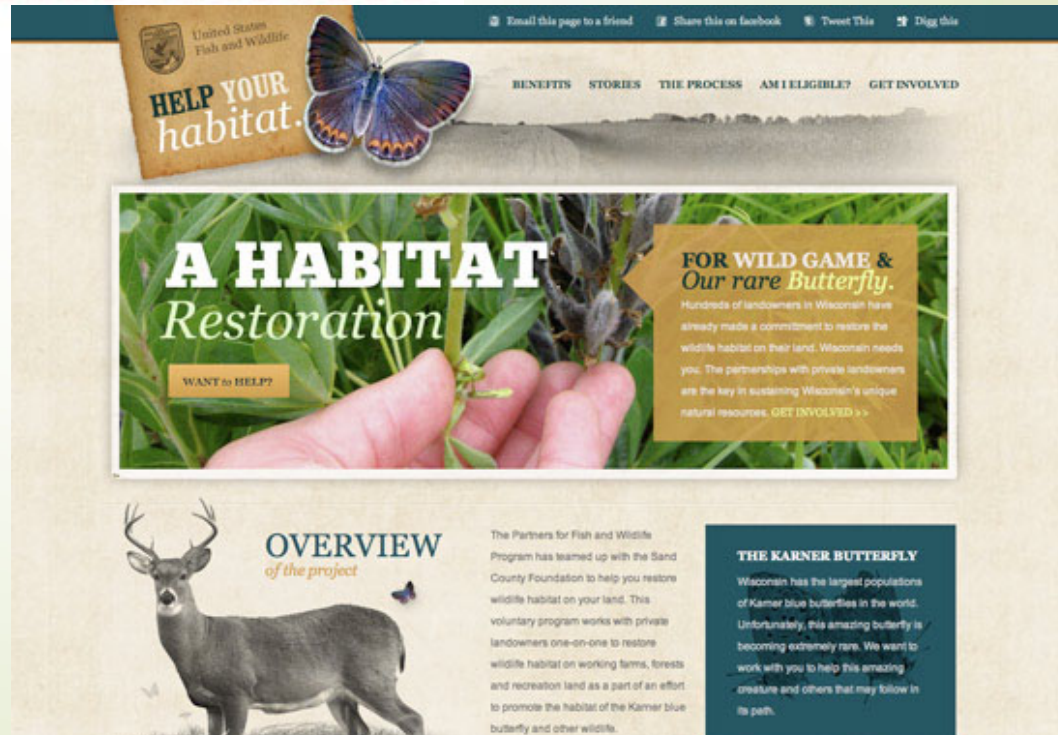 Email this page to a friend
Share this on facebook
Tweet This
Digg this
United States
Fish and Wildlife
HELP YOUR
habitat.
BENEFITS
STORIES
THE PROCESS
AM I ELIGIBLE?
GET INVOLVED
A HABITAT
Restoration
WANT to HELP?
FOR WILD GAME &
Our rare Butterfly.
Hundreds of landowners in Wisconsin have
already made a commitment to restore the
wildlife habitat on their land. Wisconsin needs
you. The partnerships with private landowners
are the key in sustaining Wisconsin's unique
natural resources. GET INVOLVED >>
OVERVIEW
of the project
The Partners for Fish and Wildlife
Program has teamed up with the Sand
County Foundation to help you restore
wildlife habitat on your land. This
voluntary program works with private
landowners one-on-one to restore
wildlife habitat on working farms, forests
and recreation land as a part of an effort
to promote the habitat of the Karner blue
butterfly and other wildlife.
THE KARNER BUTTERFLY
Wisconsin has the largest populations
of Karner blue butterflies in the world.
Unfortunately, this amazing butterfly is
becoming extremely rare. We want to
work with you to help this amazing
creature and others that may follow in
its path.